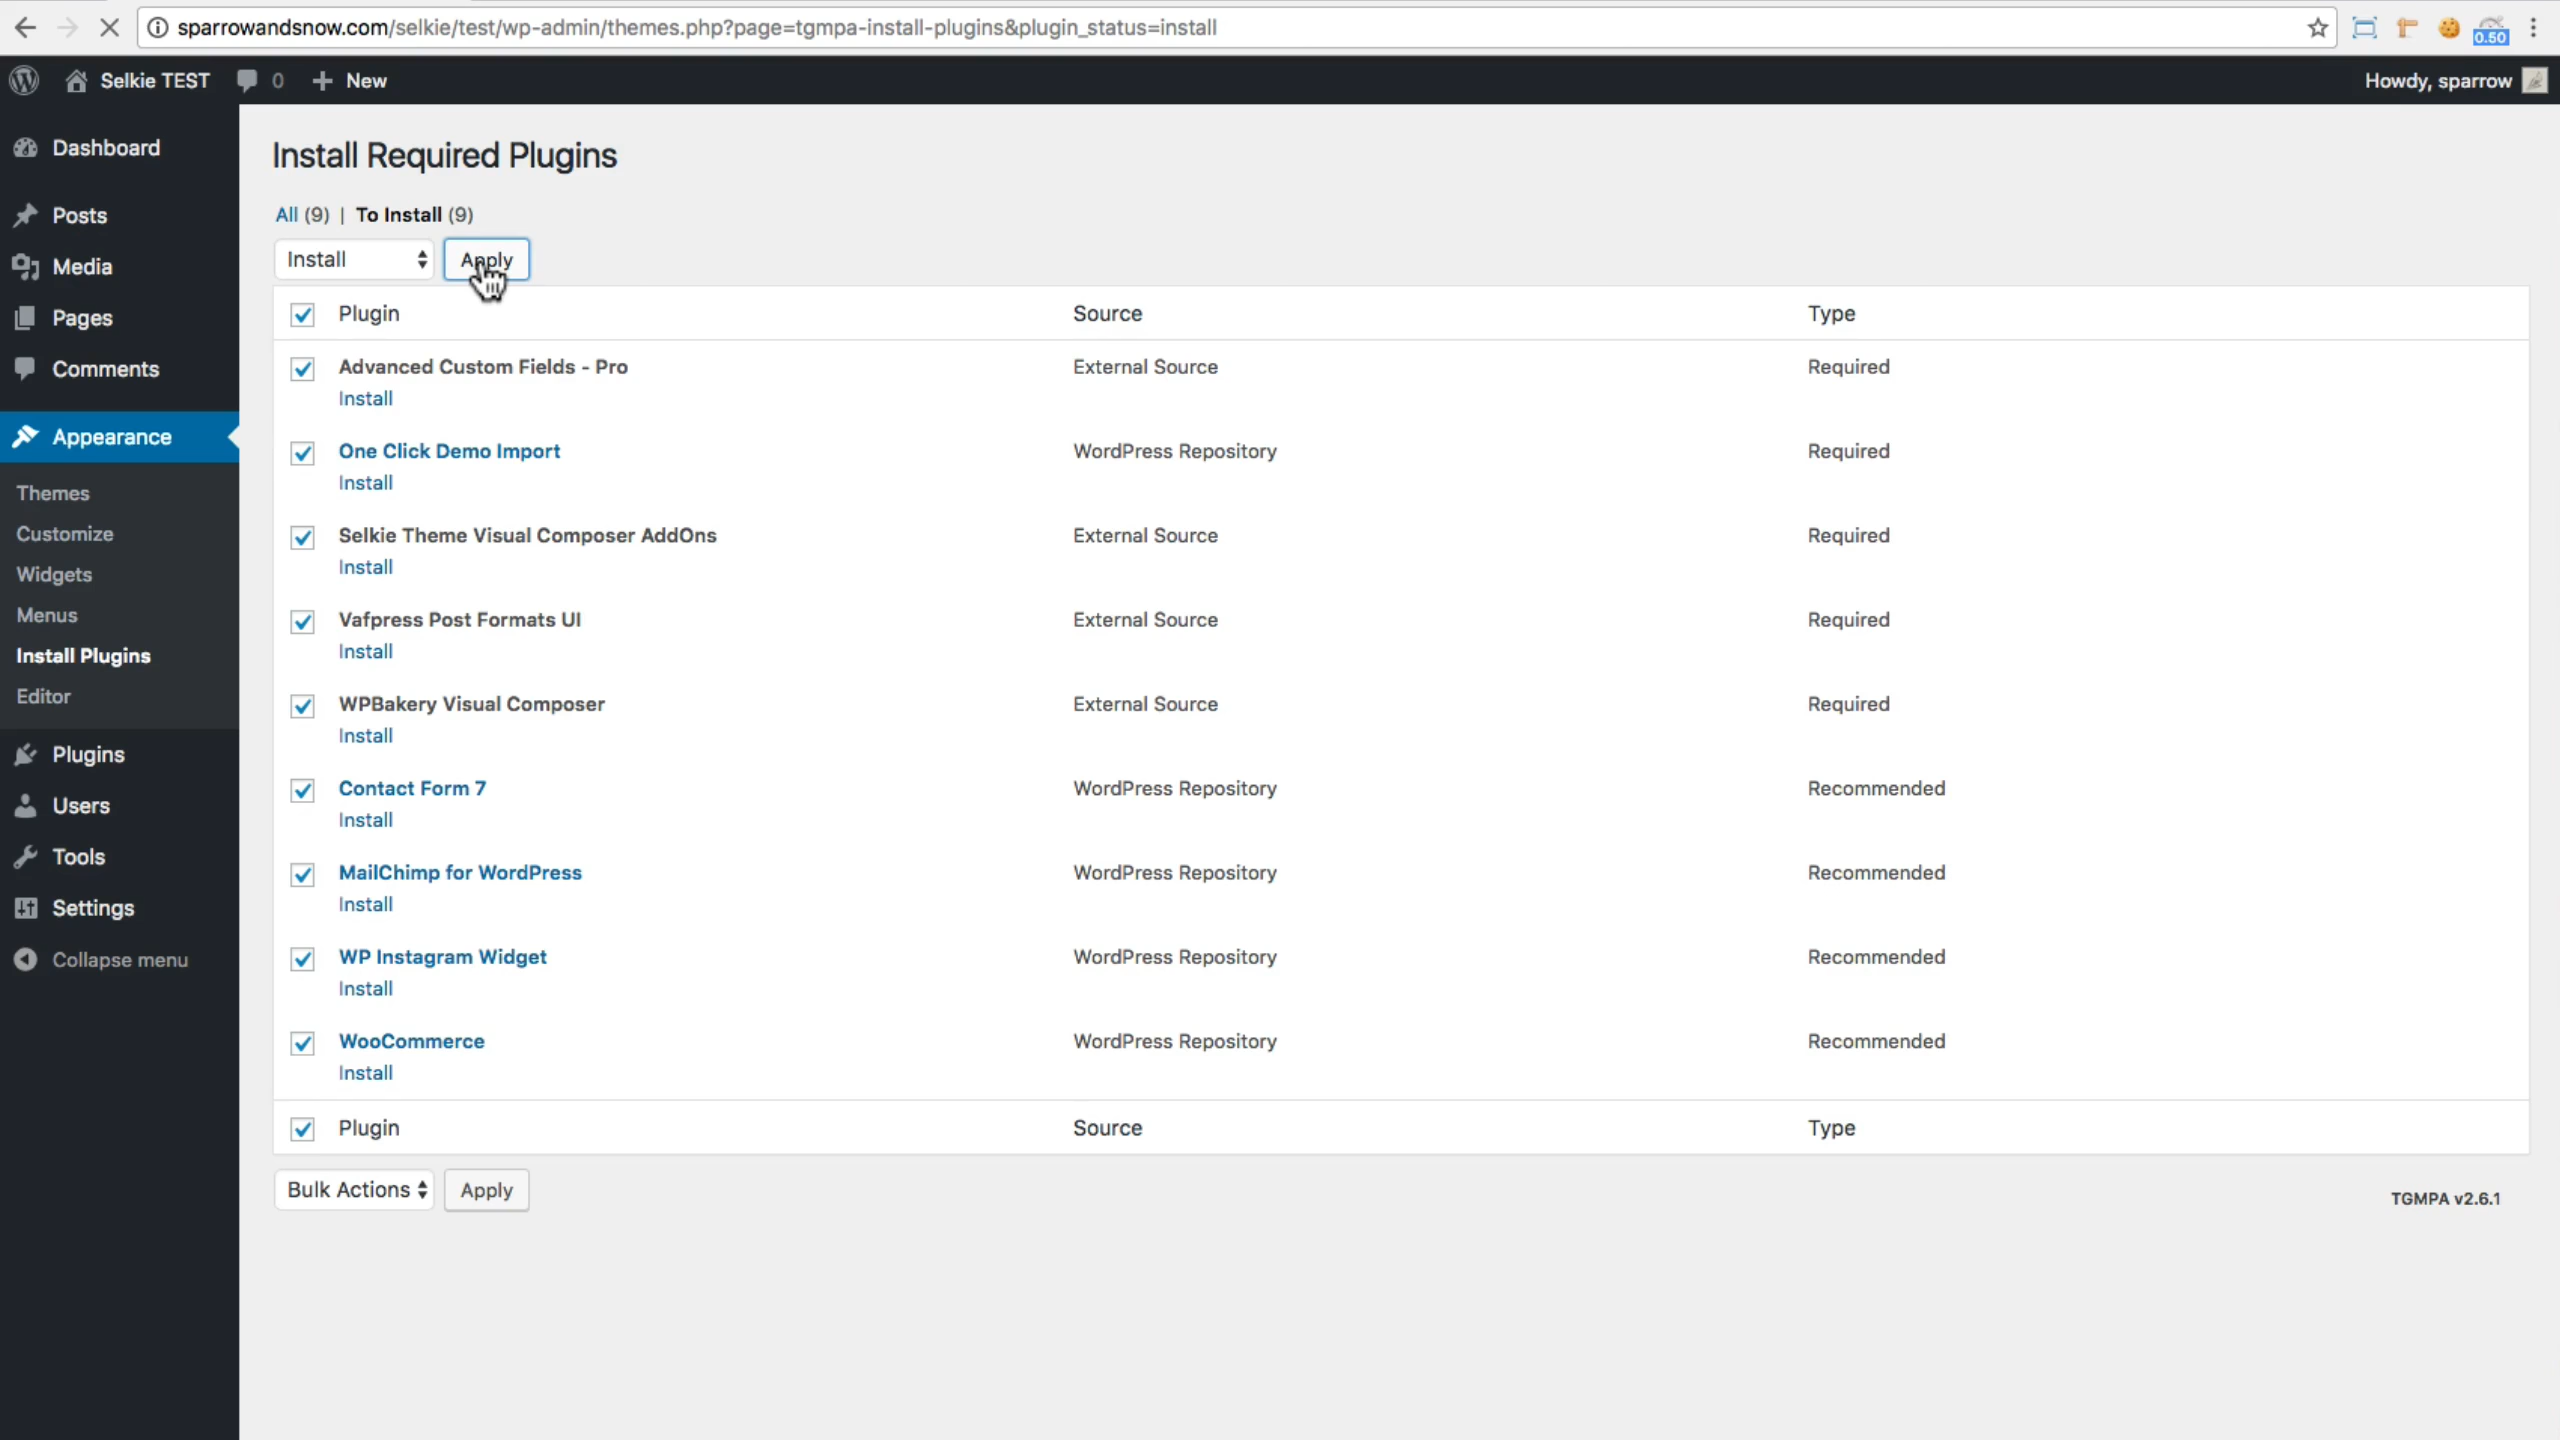 sparrowandsnow.com/selkie/test/wp-admin/themes.php?page=tgmpa-install-plugins&plugin_status=install
0.50
Selkie TEST 0 New
Howdy, sparrow
Dashboard
Posts
Media
Pages
Comments
Appearance
Themes
Customize
Widgets
Menus
Install Plugins
Editor
Plugins
Users
Tools
Settings
Collapse menu
Install Required Plugins
All (9) | To Install (9)
Install Apply
Plugin Source Type
Advanced Custom Fields - Pro External Source Required
Install
One Click Demo Import WordPress Repository Required
Install
Selkie Theme Visual Composer AddOns External Source Required
Install
Vafpress Post Formats UI External Source Required
Install
WPBakery Visual Composer External Source Required
Install
Contact Form 7 WordPress Repository Recommended
Install
MailChimp for WordPress WordPress Repository Recommended
Install
WP Instagram Widget WordPress Repository Recommended
Install
WooCommerce WordPress Repository Recommended
Install
Plugin Source Type
Bulk Actions Apply
TGMPA v2.6.1